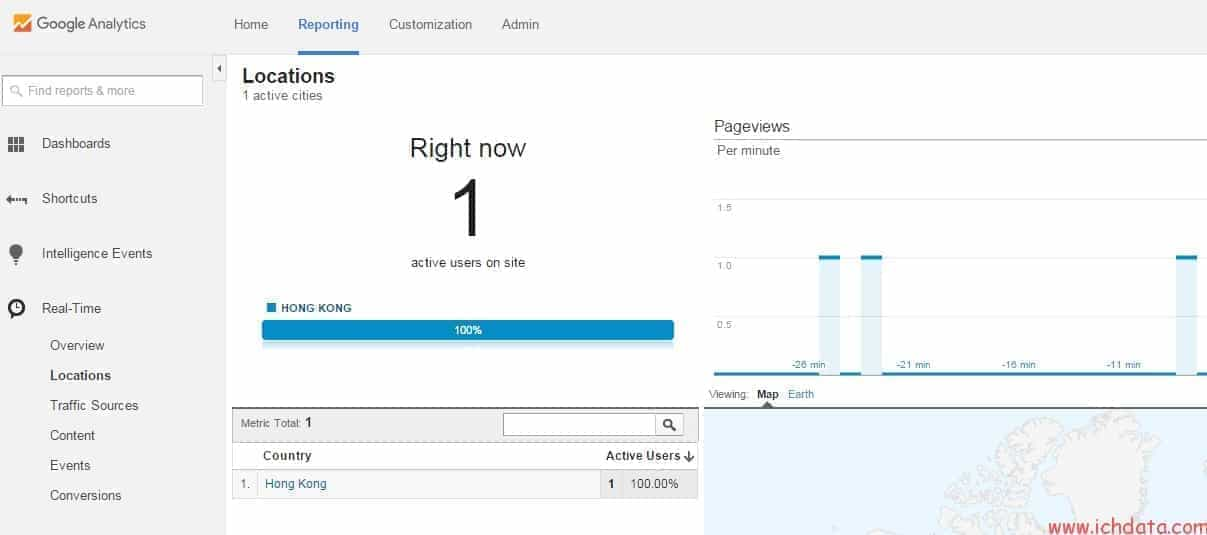 Google Analytics
Home Reporting Customization Admin
Find reports & more
Dashboards
Shortcuts
Intelligence Events
Real-Time
Overview
Locations
Traffic Sources
Content
Events
Conversions
Locations
1 active cities
Right now
1
active users on site
HONG KONG
100%
Pageviews
Per minute
1.5
1.0
0.5
-26 min -21 min -16 min -11 min
Viewing: Map Earth
Metric Total: 1
Country Active Users
1. Hong Kong 1 100.00%
www.ichdata.com